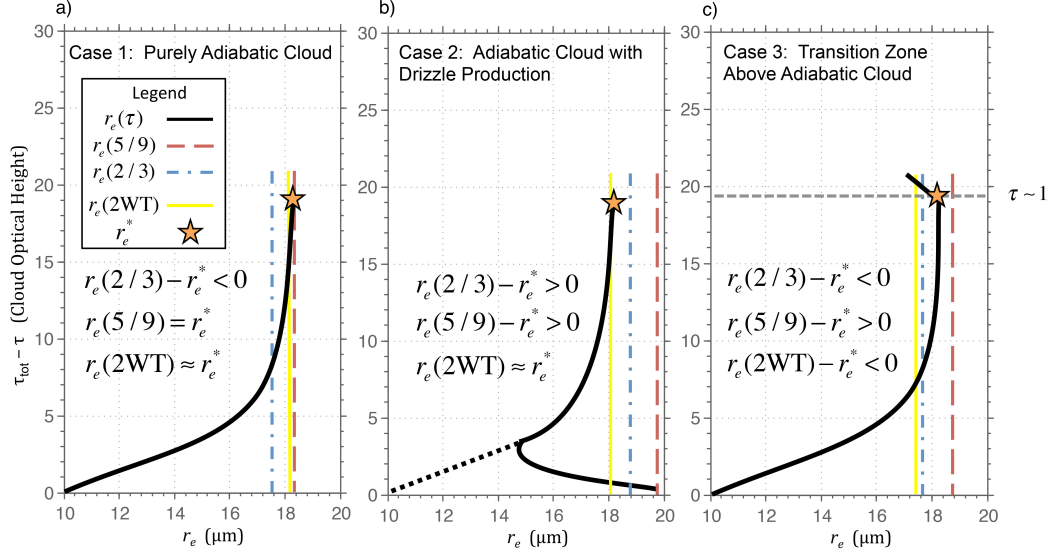 a)
Case 1: Purely Adiabatic Cloud
Legend
r_e(τ)
r_e(5/9)
r_e(2/3)
r_e(2WT)
r_e^*
r_e(2/3) − r_e^* < 0
r_e(5/9) = r_e^*
r_e(2WT) ≈ r_e^*
τ_tot − τ (Cloud Optical Height)
30
25
20
15
10
5
0
10 12 14 16 18 20
r_e (μm)
b)
Case 2: Adiabatic Cloud with
Drizzle Production
r_e(2/3) − r_e^* > 0
r_e(5/9) − r_e^* > 0
r_e(2WT) ≈ r_e^*
30
25
20
15
10
5
0
10 12 14 16 18 20
r_e (μm)
c)
Case 3: Transition Zone
Above Adiabatic Cloud
τ ~ 1
r_e(2/3) − r_e^* < 0
r_e(5/9) − r_e^* > 0
r_e(2WT) − r_e^* < 0
30
25
20
15
10
5
0
10 12 14 16 18 20
r_e (μm)